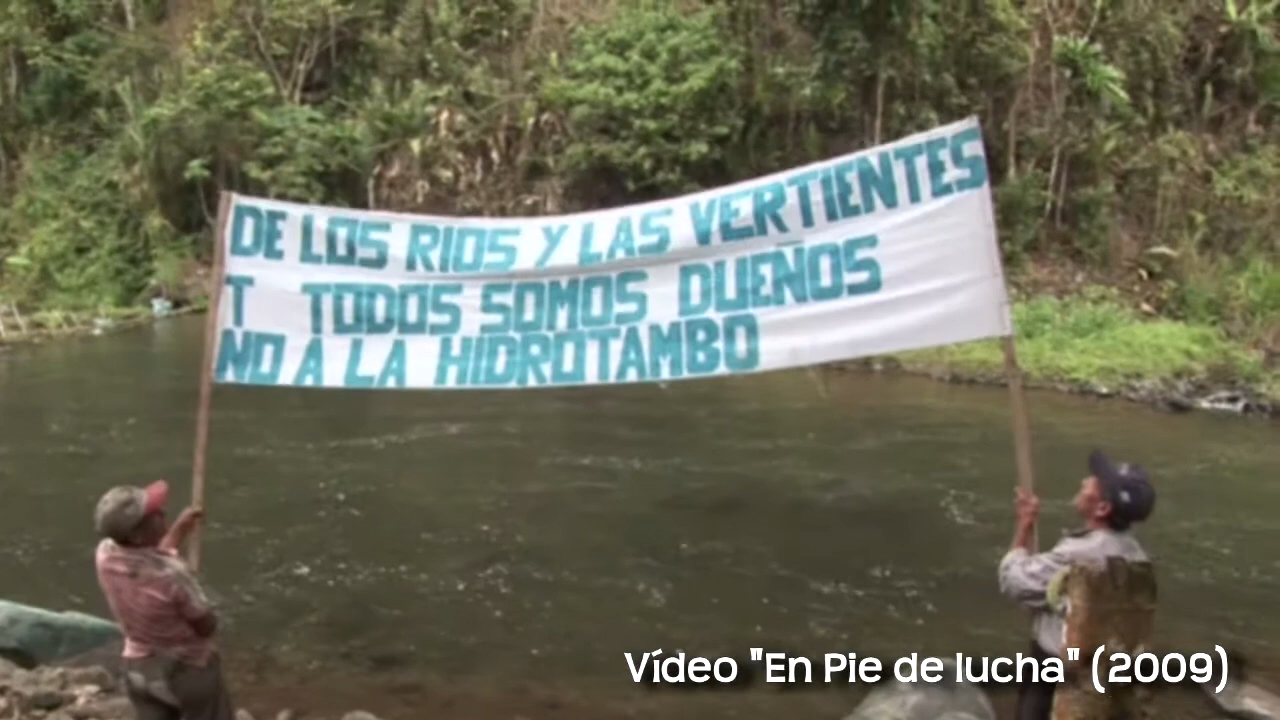 DE LOS RIOS Y LAS VERTIENTES
T TODOS SOMOS DUEÑOS
NO A LA HIDROTAMBO
Vídeo "En Pie de lucha" (2009)